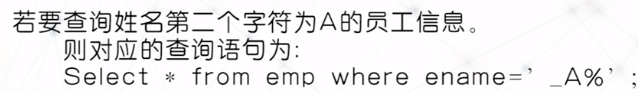 若要查询姓名第二个字符为A的员工信息。
则对应的查询语句为:
Select * from emp where ename=’ _A%’ ;